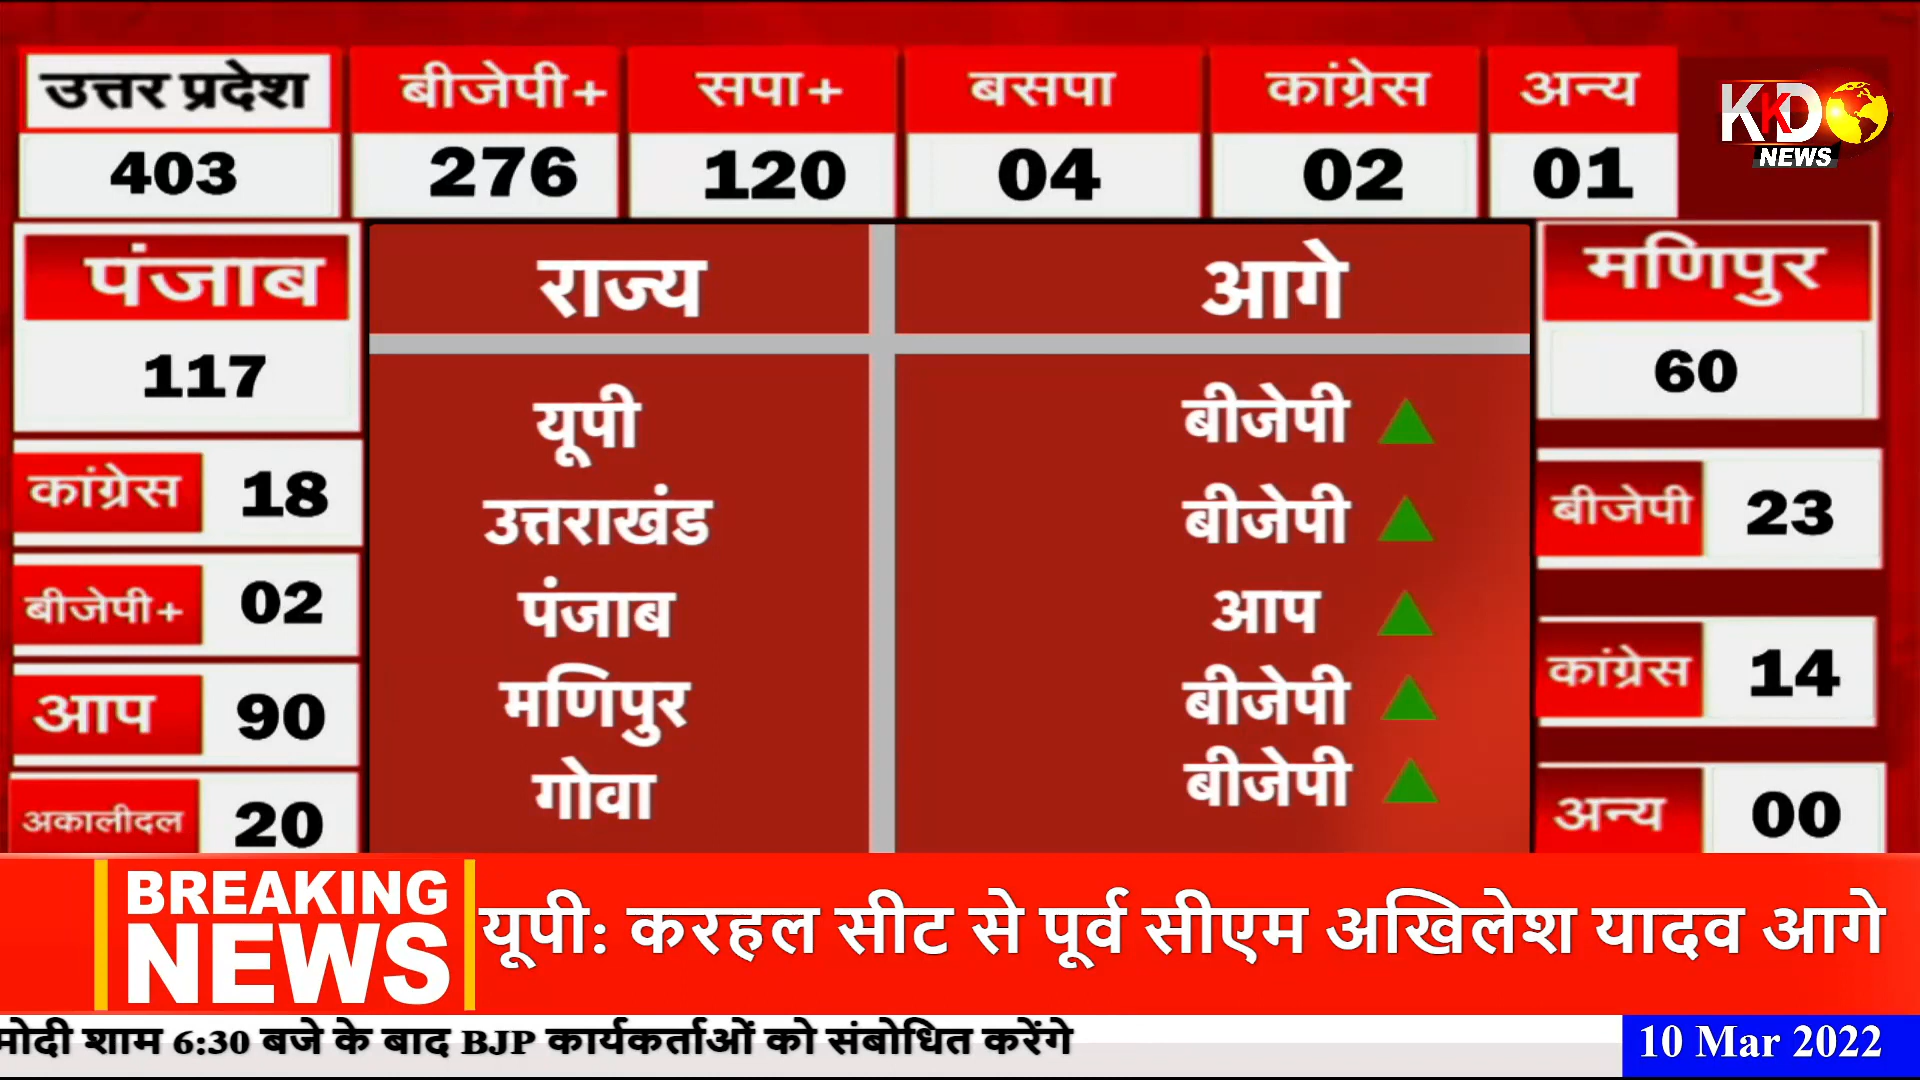 उत्तर प्रदेश बीजेपी+ सपा+ बसपा कांग्रेस अन्य
403 276 120 04 02 01
KKD
NEWS
पंजाब
117
कांग्रेस 18
बीजेपी+ 02
आप 90
अकालीदल 20
राज्य आगे
यूपी बीजेपी
उत्तराखंड बीजेपी
पंजाब आप
मणिपुर बीजेपी
गोवा बीजेपी
मणिपुर
60
बीजेपी 23
कांग्रेस 14
अन्य 00
BREAKING
NEWS
यूपी: करहल सीट से पूर्व सीएम अखिलेश यादव आगे
मोदी शाम 6:30 बजे के बाद BJP कार्यकर्ताओं को संबोधित करेंगे
10 Mar 2022